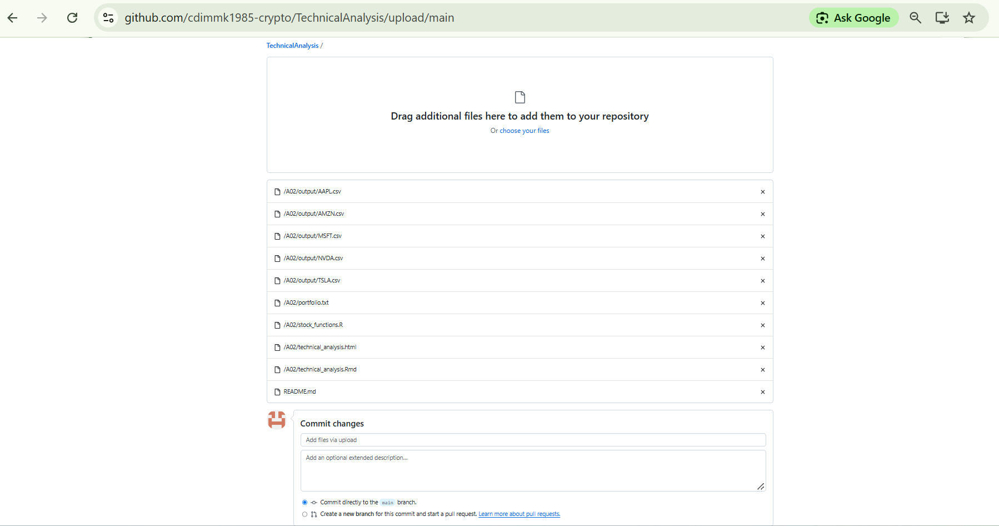 github.com/cdimmk1985-crypto/TechnicalAnalysis/upload/main
Ask Google
TechnicalAnalysis /
Drag additional files here to add them to your repository
Or choose your files
/A02/output/AAPL.csv
/A02/output/AMZN.csv
/A02/output/MSFT.csv
/A02/output/NVDA.csv
/A02/output/TSLA.csv
/A02/portfolio.txt
/A02/stock_functions.R
/A02/technical_analysis.html
/A02/technical_analysis.Rmd
README.md
Commit changes
Add files via upload
Add an optional extended description...
Commit directly to the main branch.
Create a new branch for this commit and start a pull request. Learn more about pull requests.